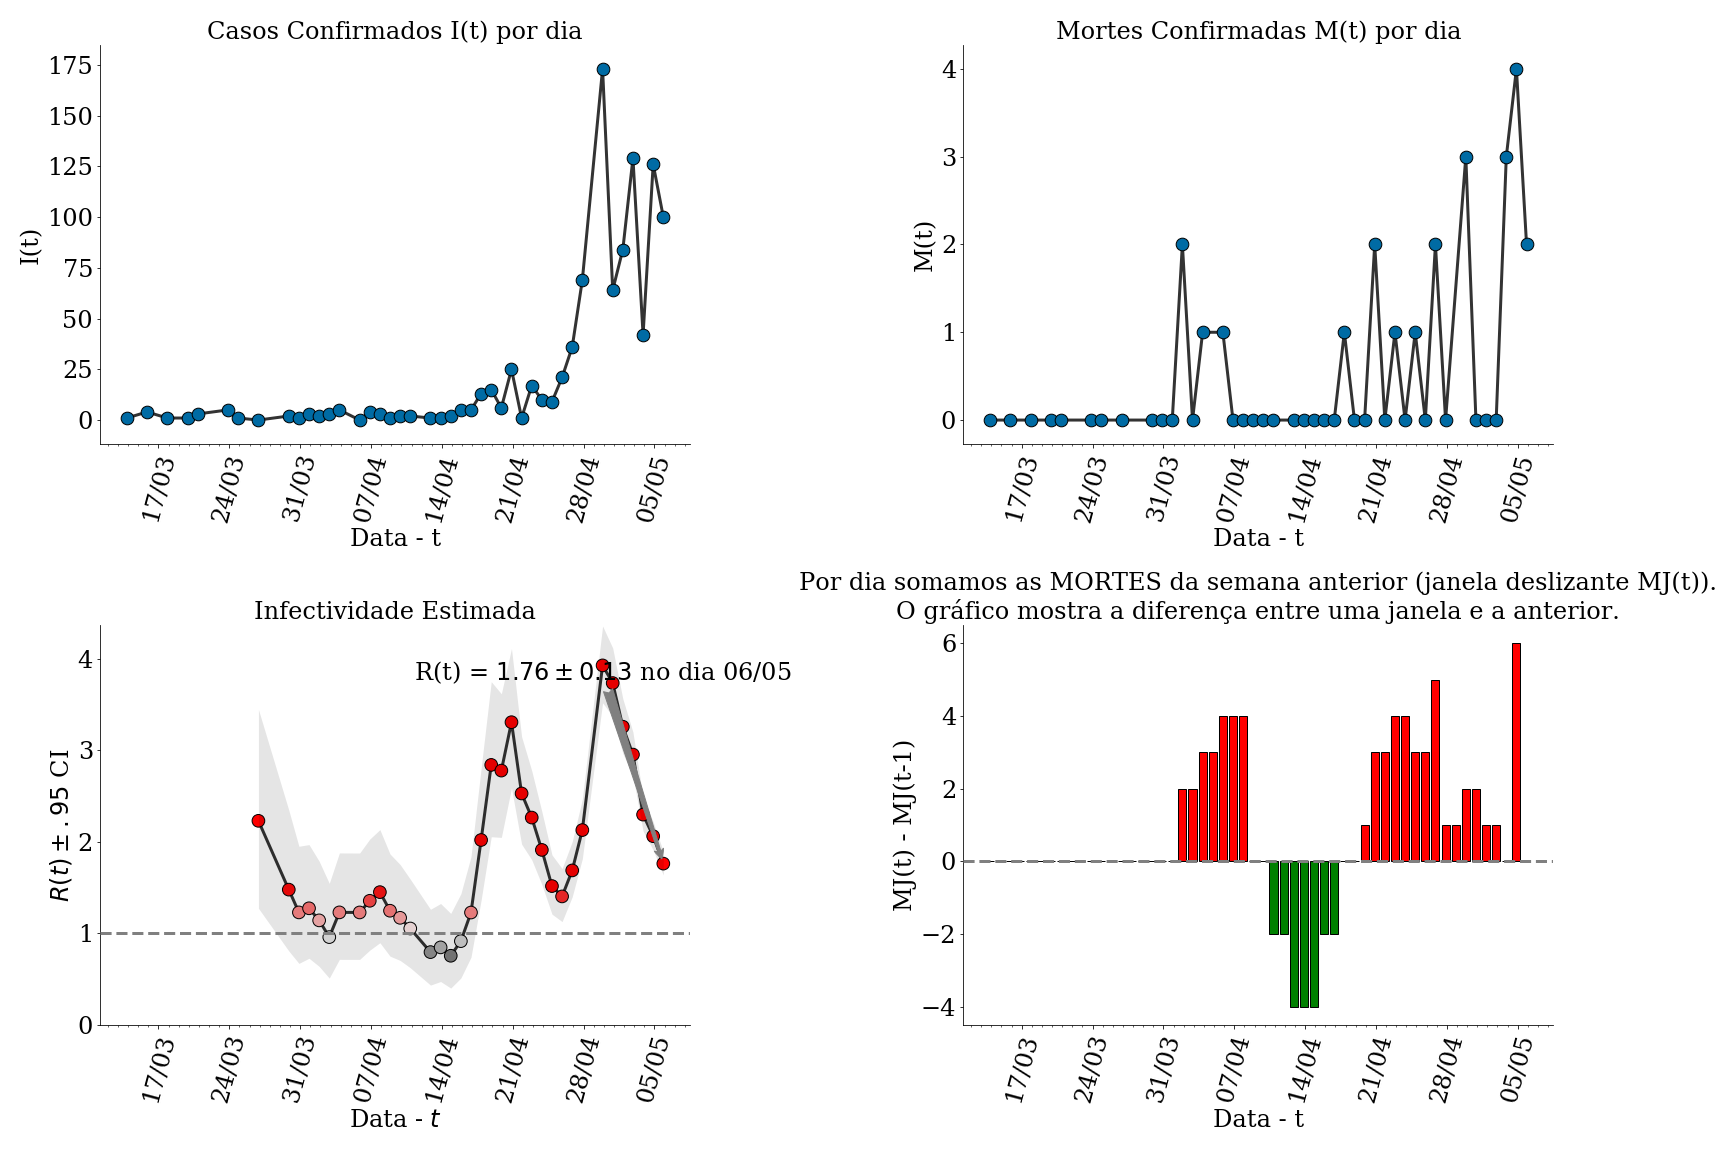 Casos Confirmados I(t) por dia
175
150
125
100
75
50
25
0
I(t)
17/03 24/03 31/03 07/04 14/04 21/04 28/04 05/05
Data - t
Mortes Confirmadas M(t) por dia
4
3
2
1
0
M(t)
17/03 24/03 31/03 07/04 14/04 21/04 28/04 05/05
Data - t
Infectividade Estimada
R(t) = 1.76 ± 0.13 no dia 06/05
4
3
2
1
0
R(t) ± .95 CI
17/03 24/03 31/03 07/04 14/04 21/04 28/04 05/05
Data - t
Por dia somamos as MORTES da semana anterior (janela deslizante MJ(t)).
O gráfico mostra a diferença entre uma janela e a anterior.
6
4
2
0
−2
−4
MJ(t) - MJ(t-1)
17/03 24/03 31/03 07/04 14/04 21/04 28/04 05/05
Data - t